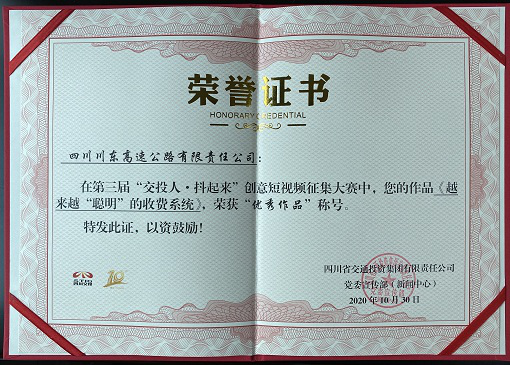 荣誉证书
HONORARY CREDENTIAL
四川川东高速公路有限责任公司：
在第三届“交投人·抖起来”创意短视频征集大赛中，您的作品《越
来越“聪明”的收费系统》，荣获“优秀作品”称号。
特发此证，以资鼓励！
四川省交通投资集团有限责任公司
党委宣传部（新闻中心）
2020年10月30日